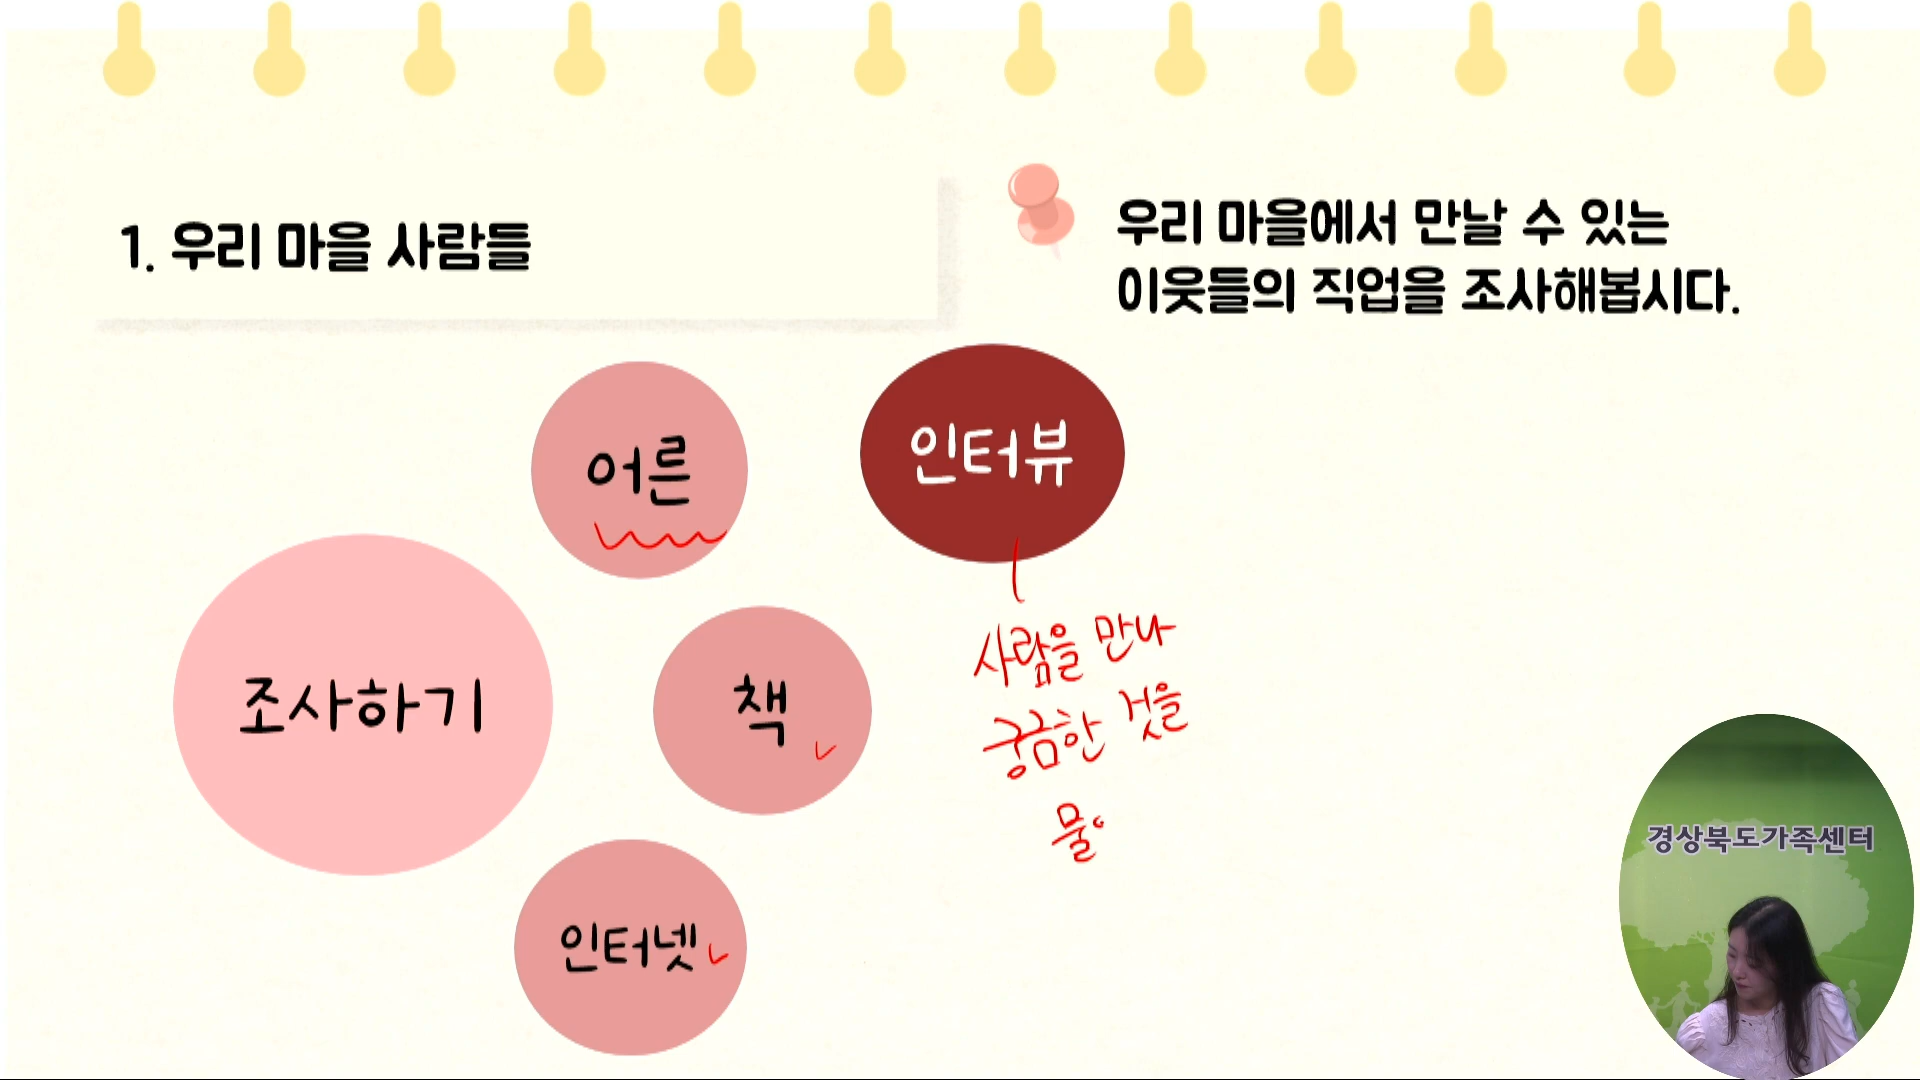 1. 우리 마을 사람들
우리 마을에서 만날 수 있는
이웃들의 직업을 조사해봅시다.
어른
인터뷰
조사하기
책
인터넷
사람을 만나
궁금한 것을
물
경상북도가족센터